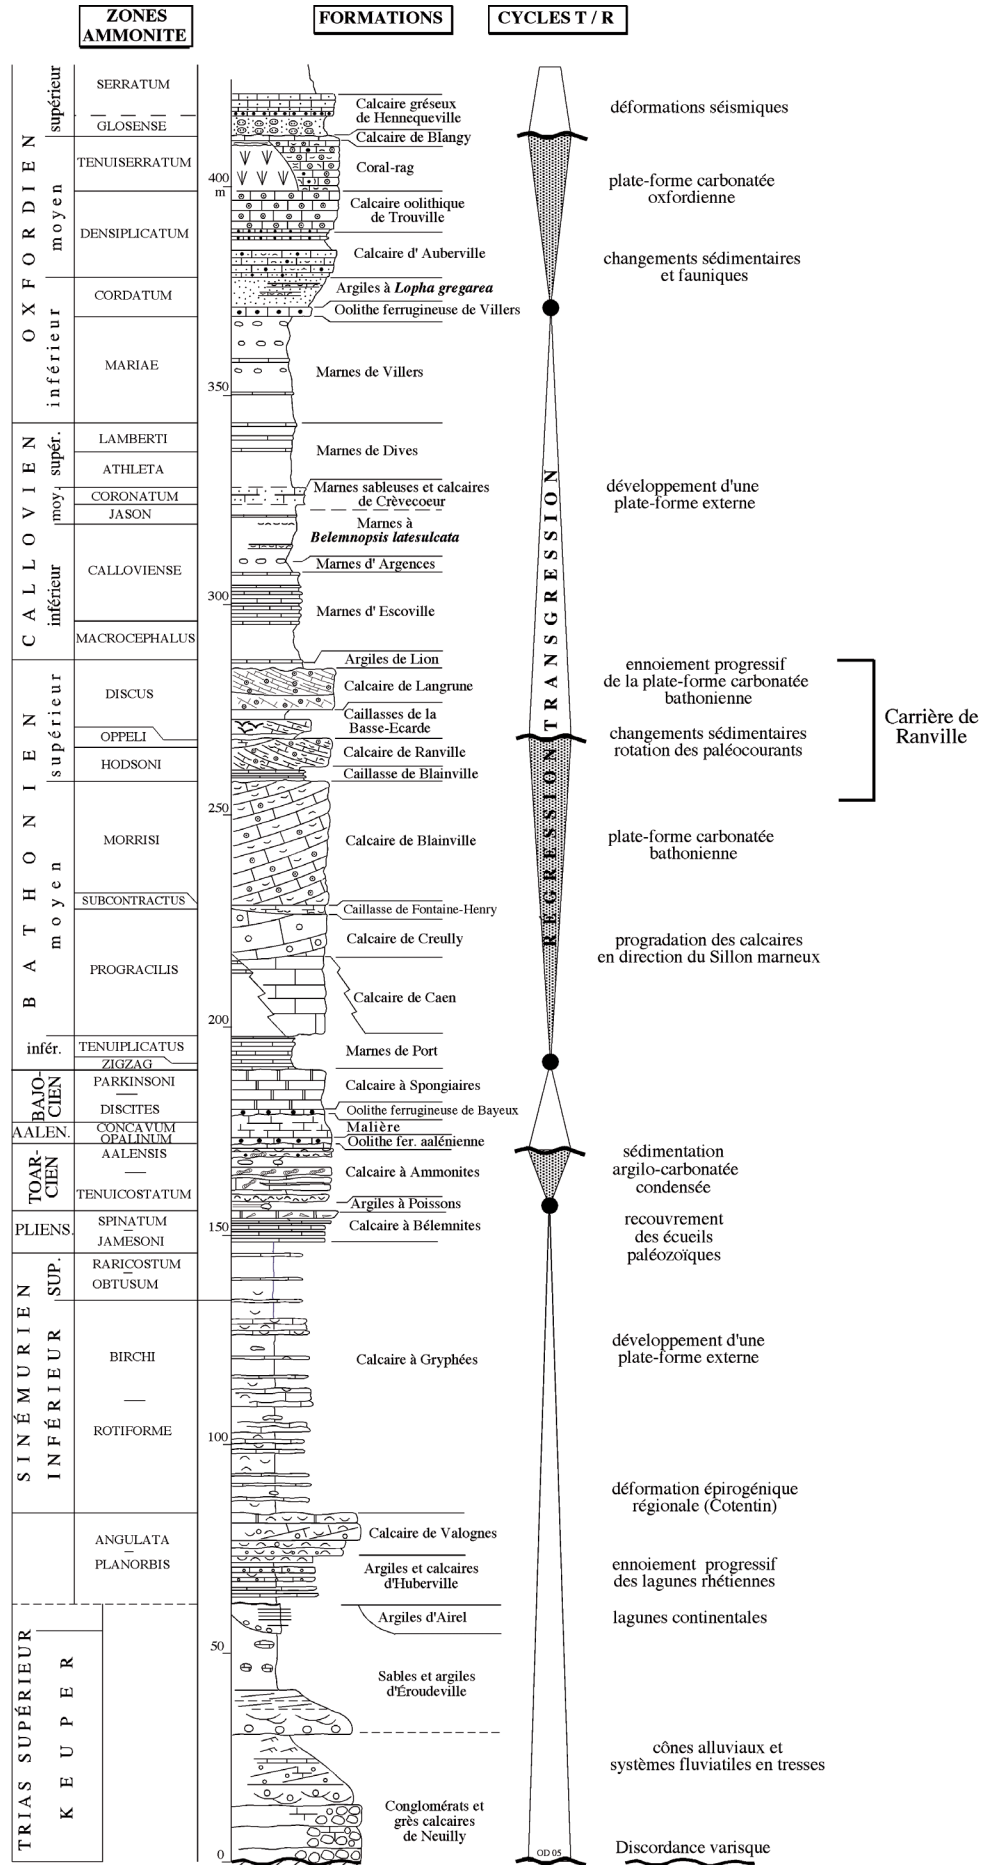 ZONES
AMMONITE
FORMATIONS
CYCLES T / R
OXFORDIEN
supérieur
moyen
inférieur
SERRATUM
GLOSENSE
TENUISERRATUM
DENSIPLICATUM
CORDATUM
MARIAE
400
m
350
Calcaire gréseux
de Hennequeville
Calcaire de Blangy
Coral-rag
Calcaire oolithique
de Trouville
Calcaire d' Auberville
Argiles à Lopha gregarea
Oolithe ferrugineuse de Villers
Marnes de Villers
déformations séismiques
plate-forme carbonatée
oxfordienne
changements sédimentaires
et fauniques
CALLOVIEN
supér.
moy.
inférieur
LAMBERTI
ATHLETA
CORONATUM
JASON
CALLOVIENSE
MACROCEPHALUS
300
Marnes de Dives
Marnes sableuses et calcaires
de Crèvecoeur
Marnes à
Belemnopsis latesulcata
Marnes d' Argences
Marnes d' Escoville
Argiles de Lion
TRANSGRESSION
développement d'une
plate-forme externe
BATHONIEN
supérieur
moyen
infér.
DISCUS
OPPELI
HODSONI
MORRISI
SUBCONTRACTUS
PROGRACILIS
TENUIPLICATUS
ZIGZAG
250
200
Calcaire de Langrune
Caillasses de la
Basse-Ecarde
Calcaire de Ranville
Caillasse de Blainville
Calcaire de Blainville
Caillasse de Fontaine-Henry
Calcaire de Creully
Calcaire de Caen
Marnes de Port
RÉGRESSION
ennoiement progressif
de la plate-forme carbonatée
bathonienne
changements sédimentaires
rotation des paléocourants
Carrière de
Ranville
plate-forme carbonatée
bathonienne
progradation des calcaires
en direction du Sillon marneux
BAJO-
CIEN
PARKINSONI
DISCITES
AALEN.
CONCAVUM
OPALINUM
TOAR-
CIEN
AALENSIS
TENUICOSTATUM
PLIENS.
SPINATUM
JAMESONI
150
Calcaire à Spongiaires
Oolithe ferrugineuse de Bayeux
Malière
Oolithe fer. aalénienne
Calcaire à Ammonites
Argiles à Poissons
Calcaire à Bélemnites
sédimentation
argilo-carbonatée
condensée
recouvrement
des écueils
paléozoïques
SINÉMURIEN
SUP.
INFÉRIEUR
RARICOSTUM
OBTUSUM
BIRCHI
ROTIFORME
100
Calcaire à Gryphées
développement d'une
plate-forme externe
déformation épirogénique
régionale (Cotentin)
ANGULATA
PLANORBIS
Calcaire de Valognes
Argiles et calcaires
d'Huberville
ennoiement progressif
des lagunes rhétiennes
TRIAS SUPÉRIEUR
KEUPER
50
0
Argiles d'Airel
Sables et argiles
d'Éroudeville
Conglomérats et
grès calcaires
de Neuilly
lagunes continentales
cônes alluviaux et
systèmes fluviatiles en tresses
OD 05
Discordance varisque